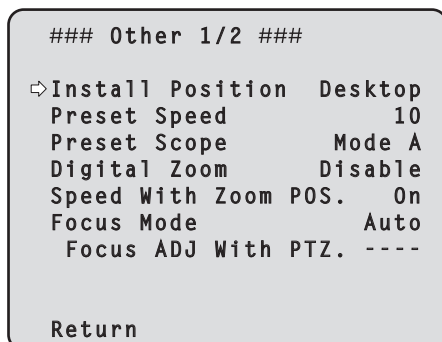 ### Other 1/2 ###
⇨Install Position Desktop
Preset Speed 10
Preset Scope Mode A
Digital Zoom Disable
Speed With Zoom POS. On
Focus Mode Auto
Focus ADJ With PTZ. ----
Return